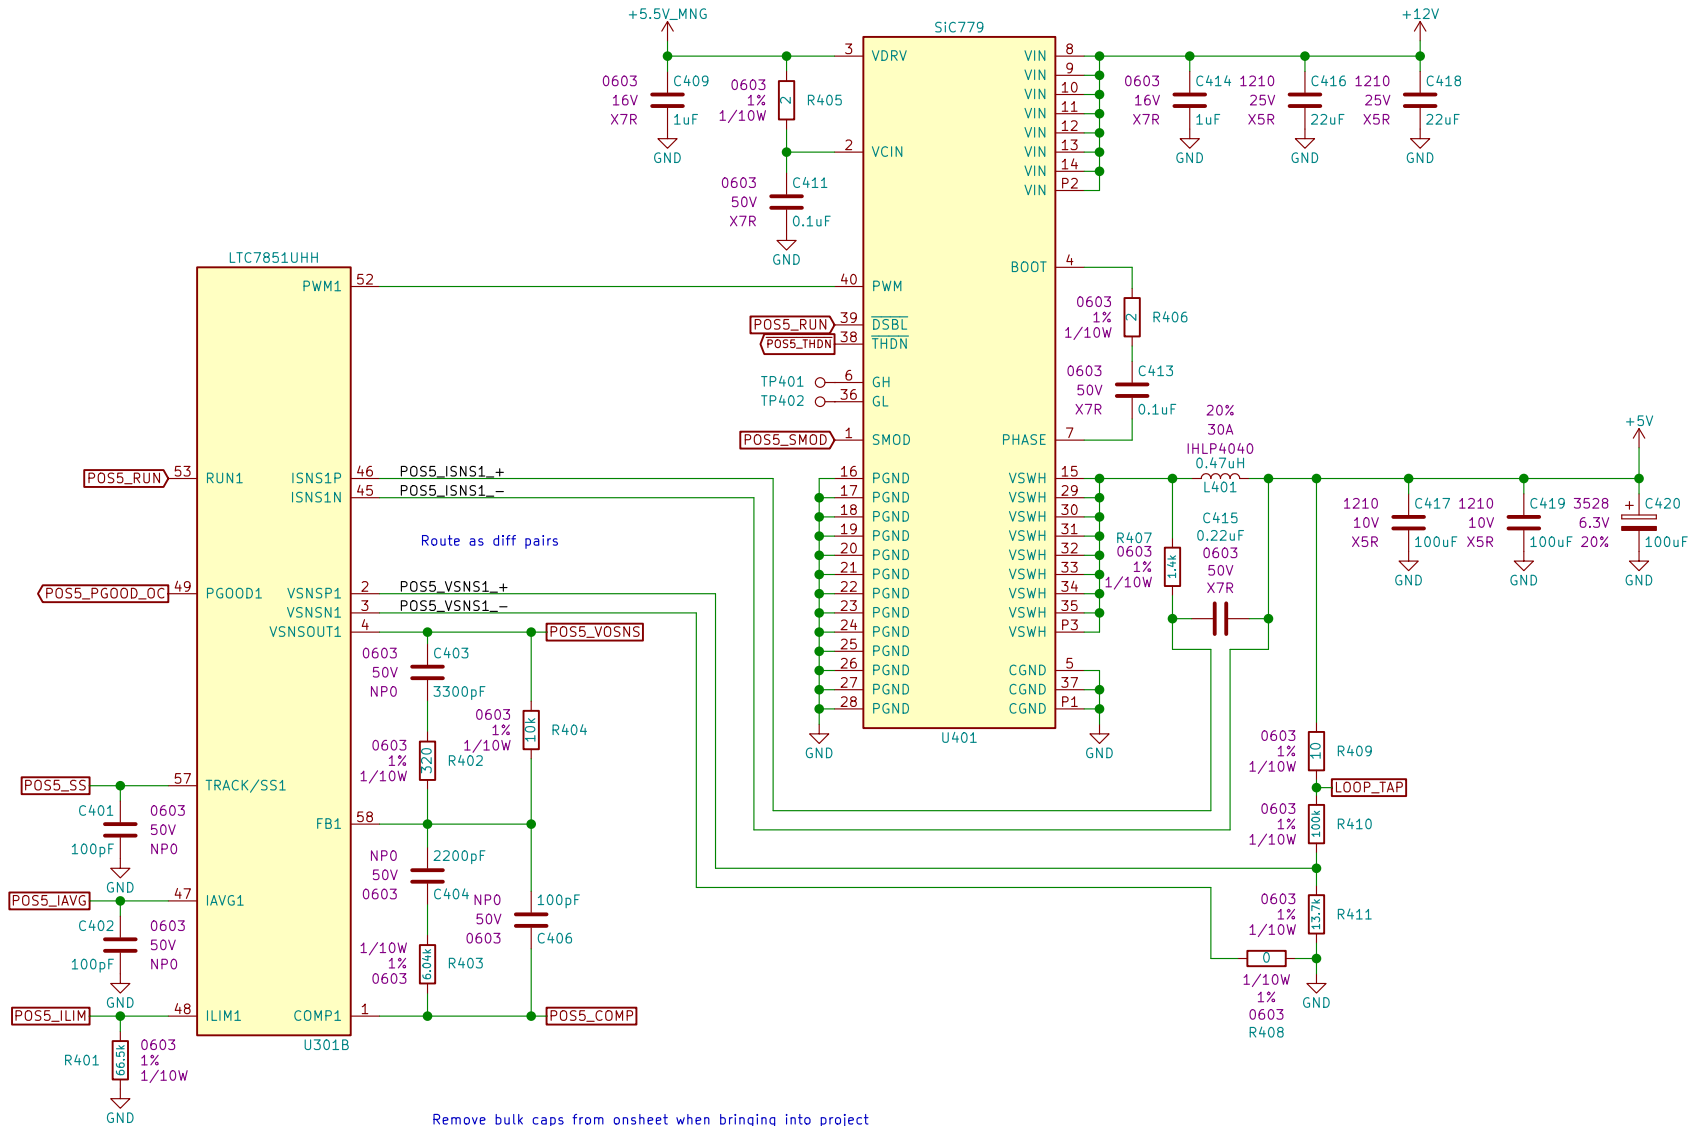 +5.5V_MNG
SiC779
+12V
3 VDRV
VIN 8
0603
16V
X7R
C409
1uF
GND
0603
1%
1/10W
2
R405
VIN 9
VIN 10
VIN 11
VIN 12
VIN 13
VIN 14
VIN P2
0603
16V
X7R
C414
1uF
GND
1210
25V
X5R
C416
22uF
GND
1210
25V
X5R
C418
22uF
GND
2 VCIN
0603
50V
X7R
C411
0.1uF
GND
LTC7851UHH
PWM1 52
40 PWM
BOOT 4
POS5_RUN
39 DSBL
POS5_THDN
38 THDN
0603
1%
1/10W
2
R406
TP401
6 GH
TP402
36 GL
0603
50V
X7R
C413
0.1uF
POS5_SMOD
1 SMOD
PHASE 7
20%
30A
IHLP4040
0.47uH
L401
+5V
POS5_RUN
53 RUN1
ISNS1P 46
POS5_ISNS1_+
ISNS1N 45
POS5_ISNS1_-
Route as diff pairs
16 PGND
17 PGND
18 PGND
19 PGND
20 PGND
21 PGND
22 PGND
23 PGND
24 PGND
25 PGND
26 PGND
27 PGND
28 PGND
GND
VSWH 15
VSWH 29
VSWH 30
VSWH 31
VSWH 32
VSWH 33
VSWH 34
VSWH 35
VSWH P3
CGND 5
CGND 37
CGND P1
GND
U401
R407
0603
1%
1/10W
1.4k
C415
0.22uF
0603
50V
X7R
1210
10V
X5R
C417
100uF
GND
1210
10V
X5R
C419
100uF
GND
3528
6.3V
20%
+
C420
100uF
GND
POS5_PGOOD_OC
49 PGOOD1
VSNSP1 2
POS5_VSNS1_+
VSNSN1 3
POS5_VSNS1_-
VSNSOUT1 4
POS5_VOSNS
0603
50V
NP0
C403
3300pF
0603
1%
1/10W
10k
R404
0603
1%
1/10W
320
R402
0603
1%
1/10W
10
R409
LOOP_TAP
POS5_SS
57 TRACK/SS1
C401
100pF
0603
50V
NP0
GND
FB1 58
0603
1%
1/10W
100k
R410
NP0
50V
0603
2200pF
C404
POS5_IAVG
47 IAVG1
C402
100pF
0603
50V
NP0
GND
NP0
50V
0603
100pF
C406
0603
1%
1/10W
13.7k
R411
1/10W
1%
0603
6.04k
R403
0
1/10W
1%
0603
R408
GND
POS5_ILIM
48 ILIM1
COMP1 1
POS5_COMP
U301B
R401
66.5k
0603
1%
1/10W
GND
Remove bulk caps from onsheet when bringing into project